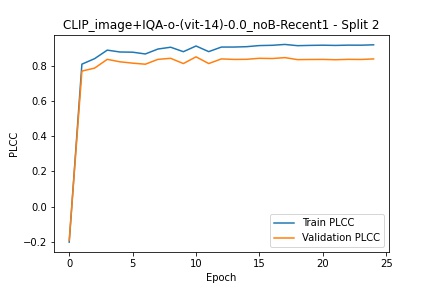 CLIP_image+IQA-o-(vit-14)-0.0_noB-Recent1 - Split 2
PLCC
0.8
0.6
0.4
0.2
0.0
−0.2
Train PLCC
Validation PLCC
0 5 10 15 20 25
Epoch